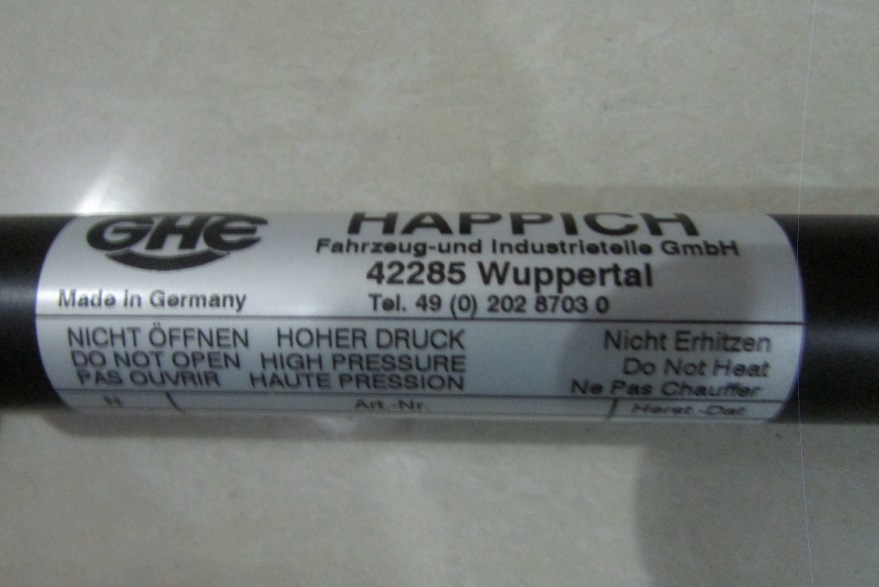 GHE
HAPPICH
Fahrzeug-und Industrieteile GmbH
42285 Wuppertal
Made in Germany
Tel. 49 (0) 202 8703 0
NICHT ÖFFNEN HOHER DRUCK
DO NOT OPEN HIGH PRESSURE
PAS OUVRIR HAUTE PRESSION
Nicht Erhitzen
Do Not Heat
Ne Pas Chauffer
N Art.-Nr. Herst.-Dat.